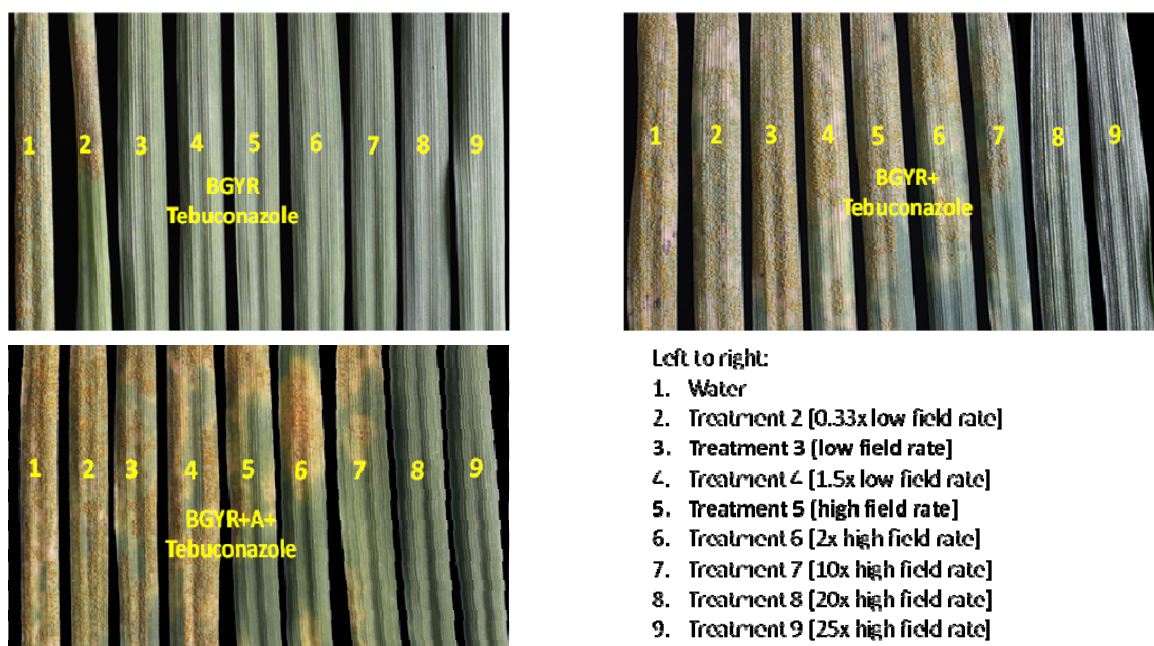 1 2 3 4 5 6 7 8 9
BGYR
Tebuconazole
1 2 3 4 5 6 7 8 9
BGYR+
Tebuconazole
1 2 3 4 5 6 7 8 9
BGYR+A+
Tebuconazole
Left to right:
1. Water
2. Treatment 2 [0.33x low field rate]
3. Treatment 3 [low field rate]
4. Treatment 4 [1.5x low field rate]
5. Treatment 5 [high field rate]
6. Treatment 6 [2x high field rate]
7. Treatment 7 [10x high field rate]
8. Treatment 8 [20x high field rate]
9. Treatment 9 [25x high field rate]